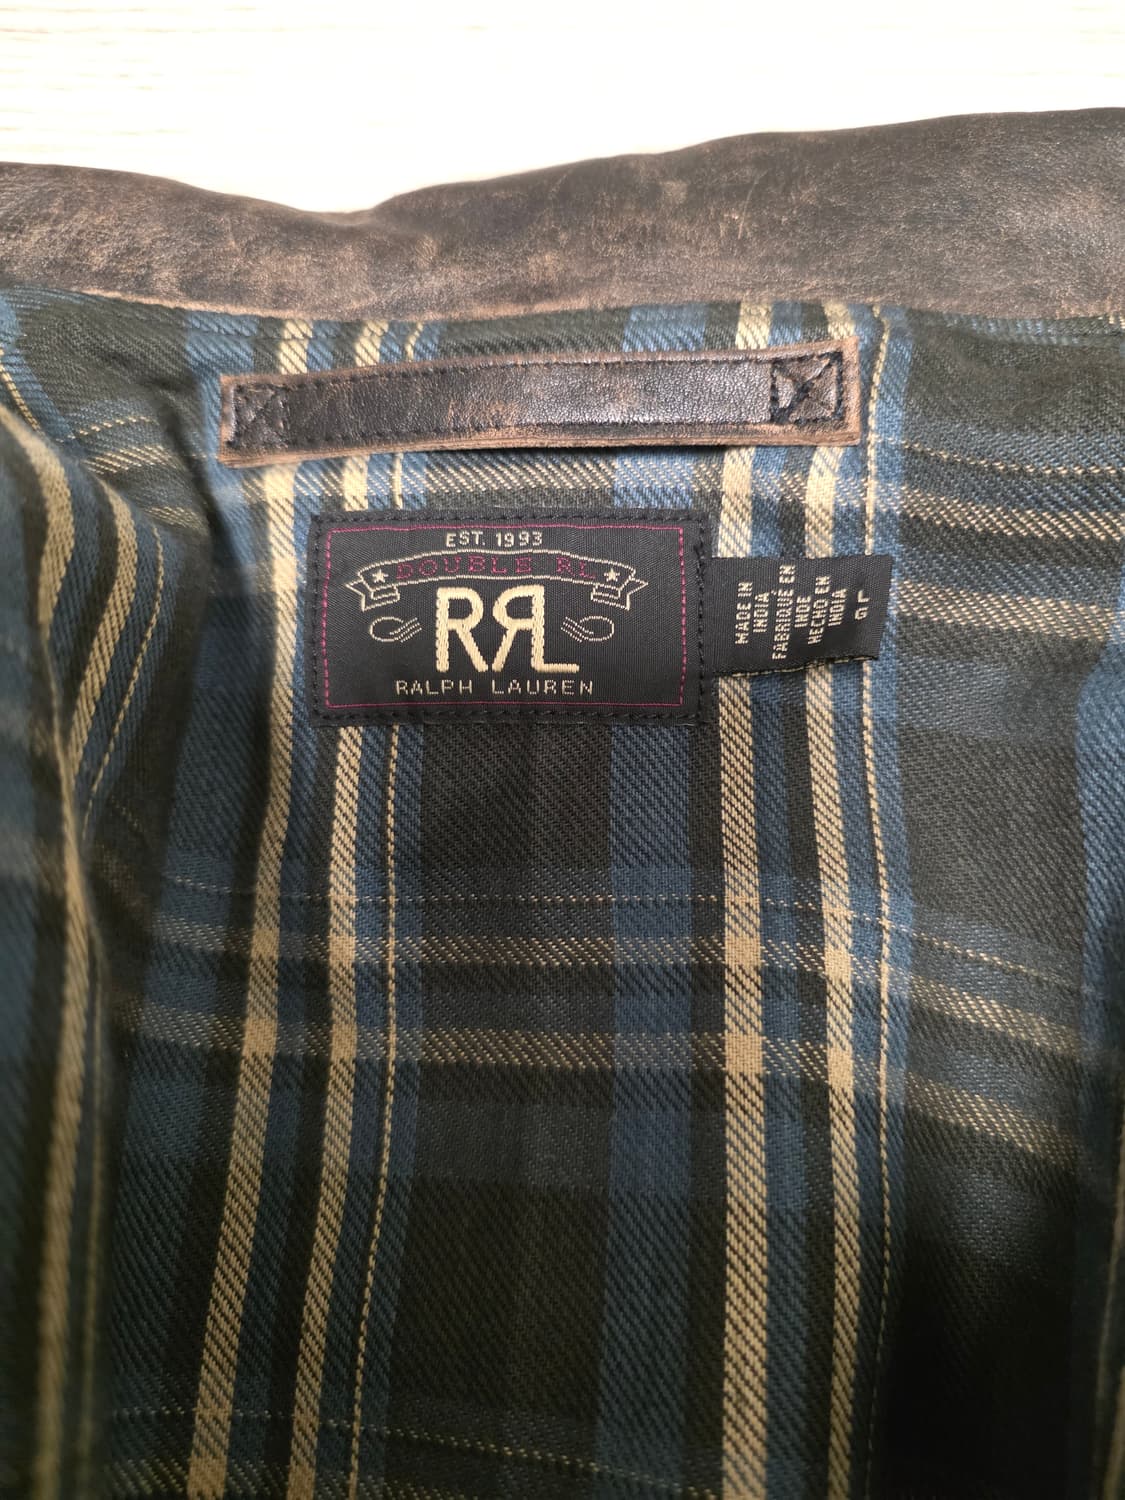 EST. 1993
DOUBLE RL
RRL
RALPH LAUREN
MADE IN
INDIA
FABRIQUÉ EN
INDE
HECHO EN
INDIA